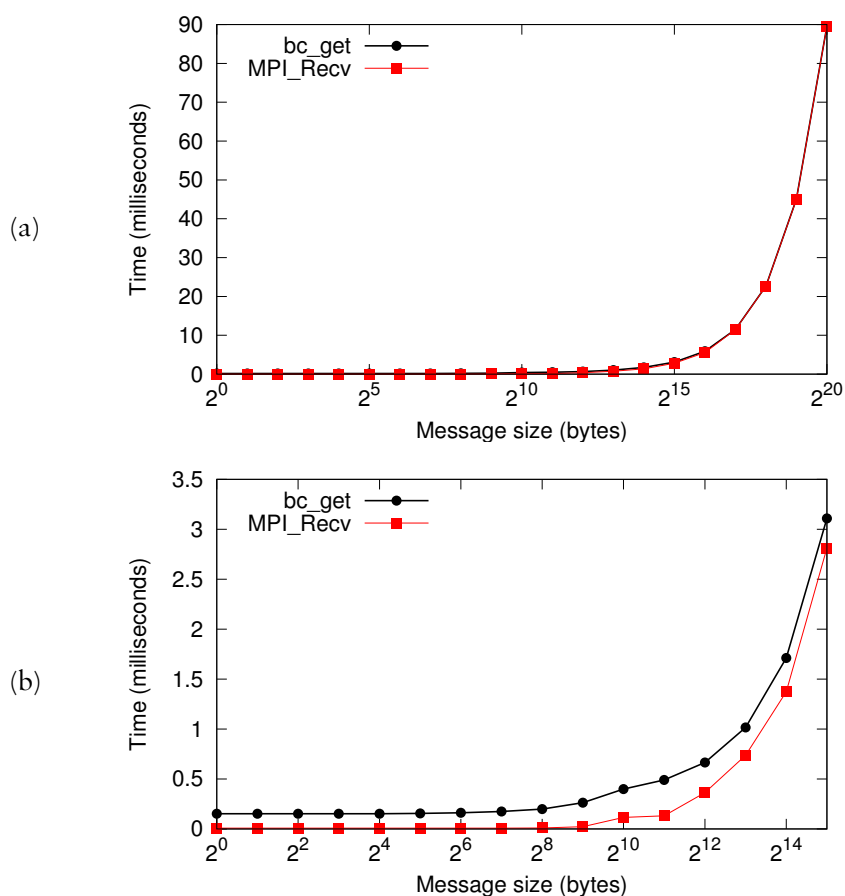 (a)
Time (milliseconds)
90
80
70
60
50
40
30
20
10
0
bc_get
MPI_Recv
2^0 2^5 2^10 2^15 2^20
Message size (bytes)
(b)
Time (milliseconds)
3.5
3
2.5
2
1.5
1
0.5
0
bc_get
MPI_Recv
2^0 2^2 2^4 2^6 2^8 2^10 2^12 2^14
Message size (bytes)